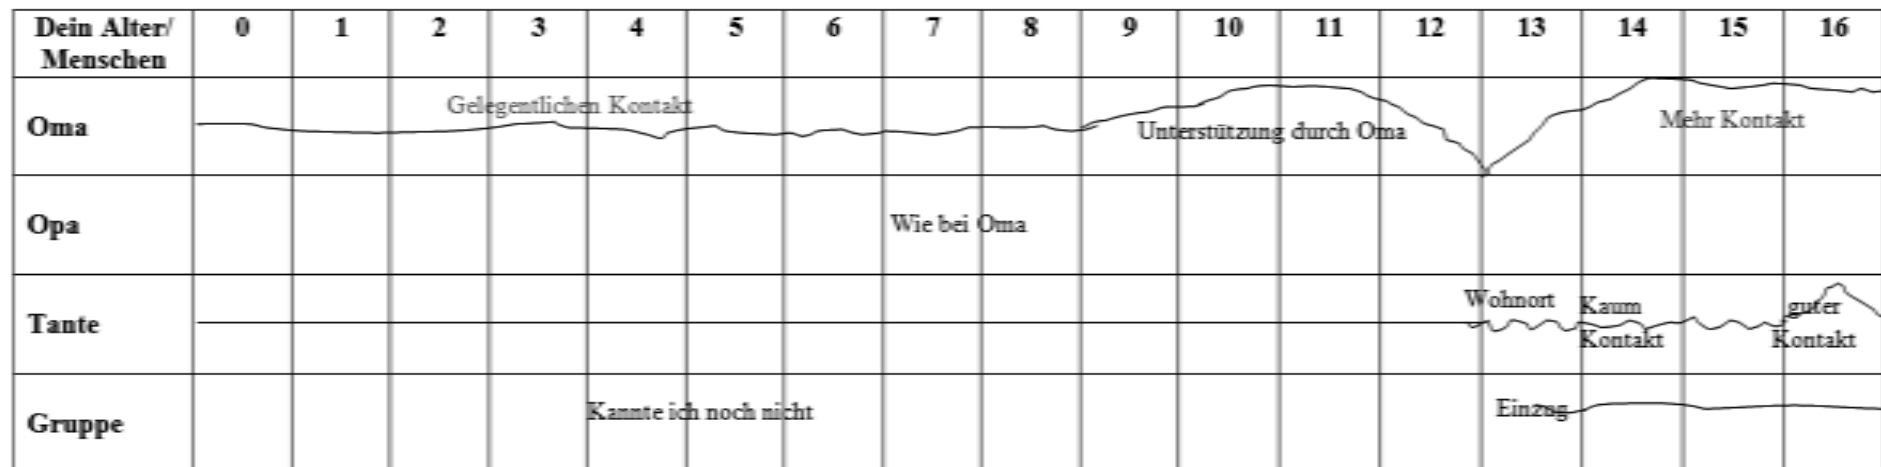 Dein Alter/ 0 1 2 3 4 5 6 7 8 9 10 11 12 13 14 15 16
Menschen
Gelegentlichen Kontakt
Oma
Unterstützung durch Oma
Mehr Kontakt
Opa
Wie bei Oma
Tante
Wohnort
Kaum
Kontakt
guter
Kontakt
Gruppe
Kannte ich noch nicht
Einzug